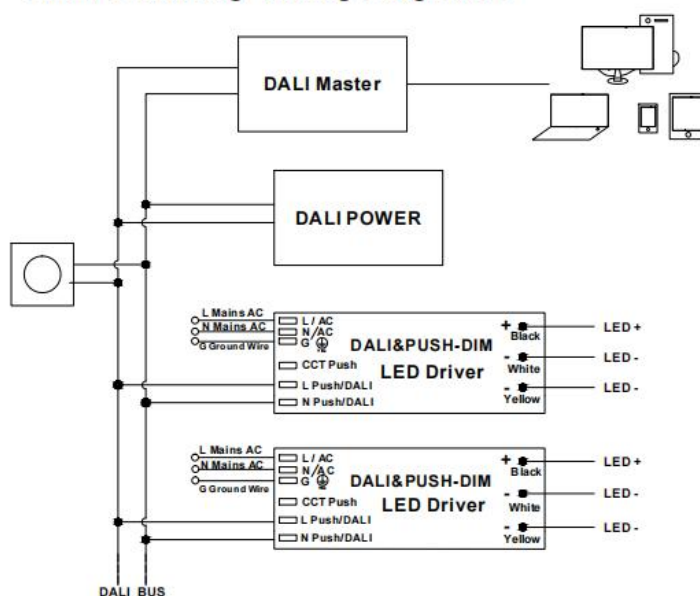 DALI Master
DALI POWER
L Mains AC
N Mains AC
G Ground Wire
L / AC
N/AC
G
CCT Push
L Push/DALI
N Push/DALI
DALI&PUSH-DIM
LED Driver
+
Black
-
White
-
Yellow
LED +
LED -
LED -
L Mains AC
N Mains AC
G Ground Wire
L / AC
N/AC
G
CCT Push
L Push/DALI
N Push/DALI
DALI&PUSH-DIM
LED Driver
+
Black
-
White
-
Yellow
LED +
LED -
LED -
DALI BUS